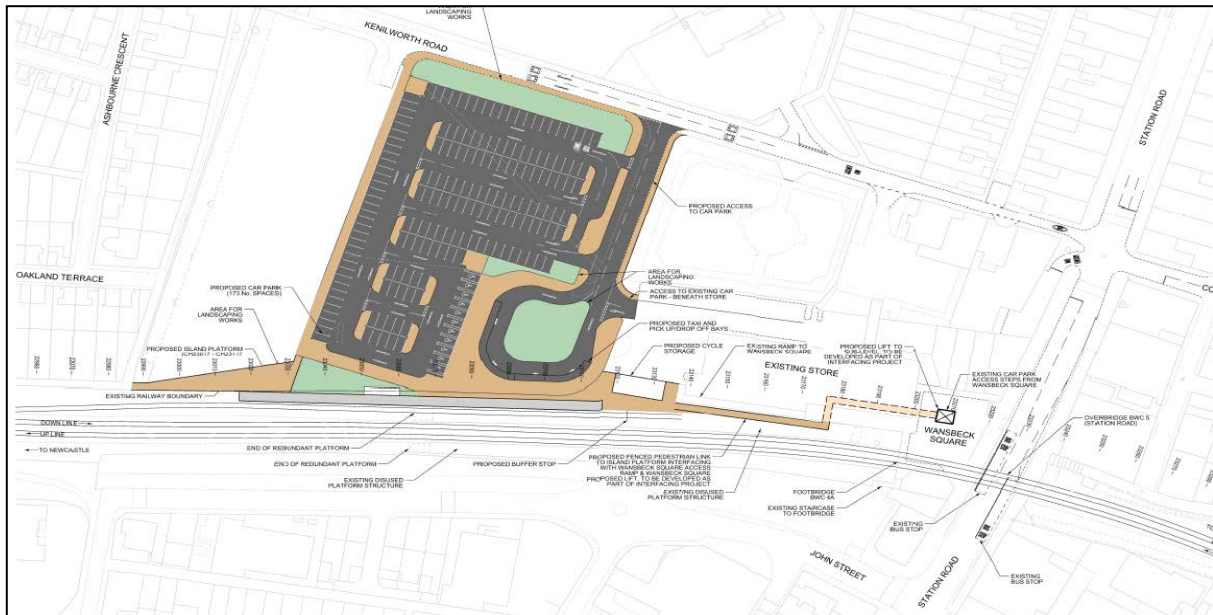 LANDSCAPING
WORKS
KENILWORTH ROAD
ASHBOURNE CRESCENT
STATION ROAD
PROPOSED ACCESS
TO CAR PARK
OAKLAND TERRACE
AREA FOR
LANDSCAPING
WORKS
PROPOSED CAR PARK
(173 No. SPACES)
ACCESS TO EXISTING CAR
PARK - BENEATH STORE
AREA FOR
LANDSCAPING
WORKS
PROPOSED TAXI AND
PICK UP/DROP OFF BAYS
PROPOSED ISLAND PLATFORM
PROPOSED CYCLE
STORAGE
EXISTING RAMP TO
WANSBECK SQUARE
PROPOSED LIFT TO
SUB-LEVEL, TO BE
DEVELOPED AS PART OF
INTERFACING PROJECT
EXISTING STORE
EXISTING CAR PARK
ACCESS STEPS FROM
WANSBECK SQUARE
EXISTING RAILWAY BOUNDARY
OVERBRIDGE BWC 5
(STATION ROAD)
WANSBECK
SQUARE
DOWN LINE
UP LINE
TO NEWCASTLE
END OF REDUNDANT PLATFORM
END OF REDUNDANT PLATFORM
PROPOSED BUFFER STOP
EXISTING DISUSED
PLATFORM STRUCTURE
PROPOSED FENCED PEDESTRIAN LINK
TO ISLAND PLATFORM INTERFACING
WITH WANSBECK SQUARE ACCESS
RAMP & WANSBECK SQUARE
PROPOSED LIFT, TO BE DEVELOPED AS
PART OF INTERFACING PROJECT
EXISTING DISUSED
PLATFORM STRUCTURE
FOOTBRIDGE
BWC 4A
EXISTING STAIRCASE
TO FOOTBRIDGE
EXISTING
BUS STOP
JOHN STREET
STATION ROAD
EXISTING
BUS STOP